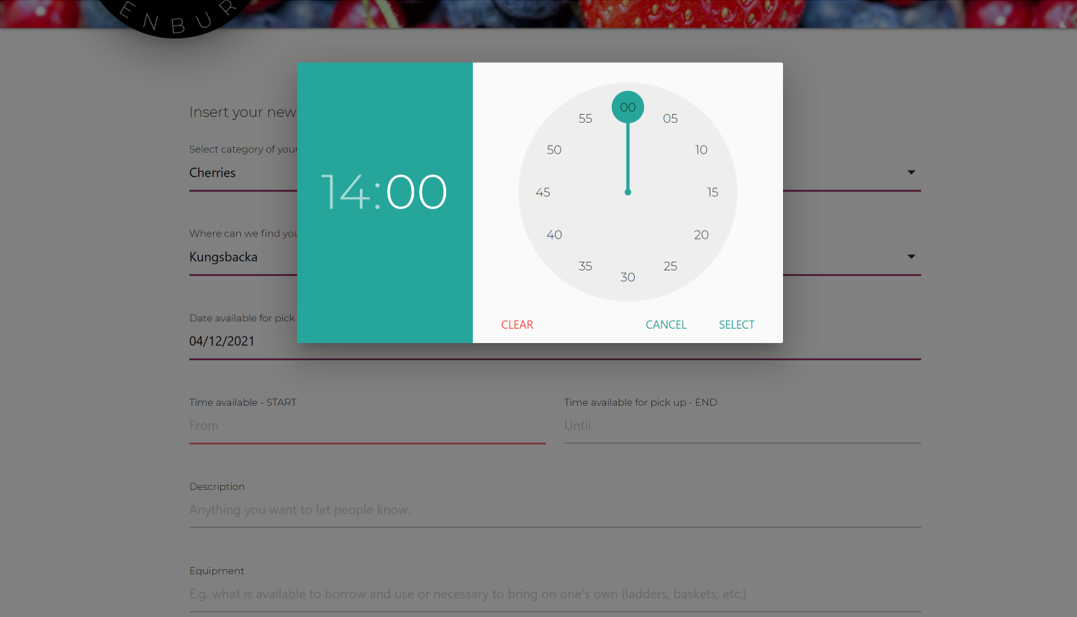 ENBUR
Insert your new
Select category of your
Cherries
Where can we find you
Kungsbacka
Date available for pick
04/12/2021
14:00
00
05
10
15
20
25
30
35
40
45
50
55
CLEAR
CANCEL
SELECT
Time available - START
Time available for pick up - END
From
Until
Description
Anything you want to let people know.
Equipment
E.g. what is available to borrow and use or necessary to bring on one's own (ladders, baskets, etc.)